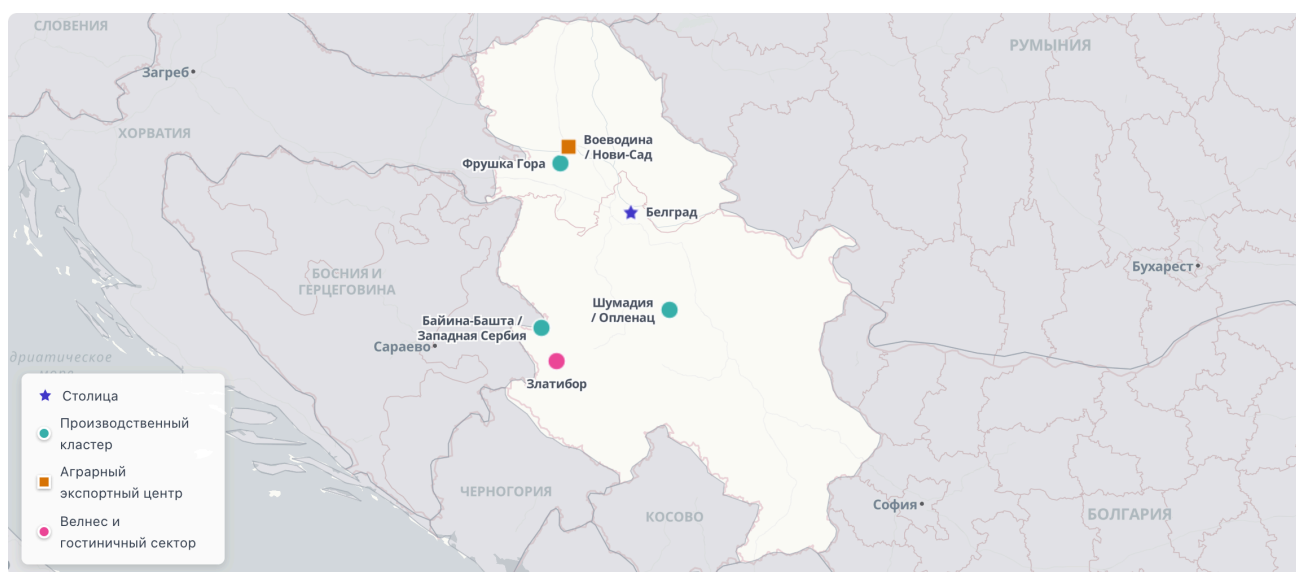 СЛОВЕНИЯ
РУМЫНИЯ
Загреб
ХОРВАТИЯ
Воеводина
/ Нови-Сад
Фрушка Гора
Белград
БОСНИЯ И
ГЕРЦЕГОВИНА
Бухарест
Шумадия
/ Опленац
Байина-Башта /
Западная Сербия
Сараево
дриатическое
Златибор
Столица
Производственный
кластер
Аграрный
экспортный центр
Велнес и
гостиничный сектор
ЧЕРНОГОРИЯ
КОСОВО
София
БОЛГАРИЯ